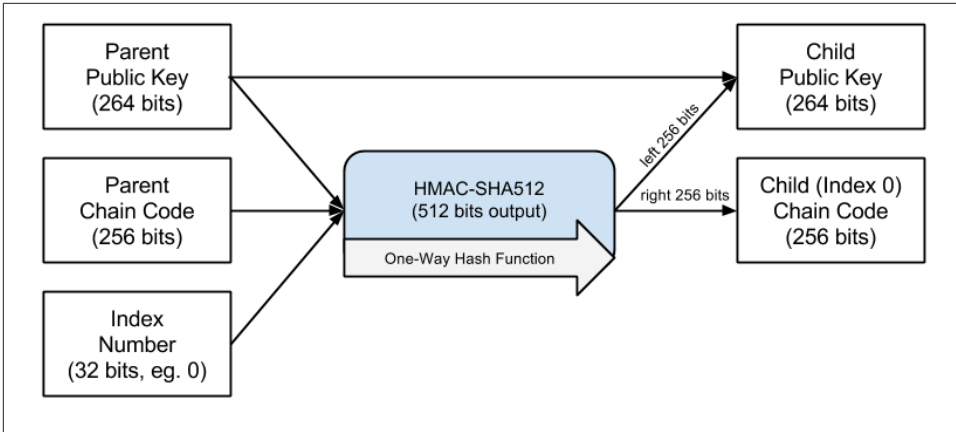 Parent
Public Key
(264 bits)
Parent
Chain Code
(256 bits)
Index
Number
(32 bits, eg. 0)
HMAC-SHA512
(512 bits output)
One-Way Hash Function
left 256 bits
right 256 bits
Child
Public Key
(264 bits)
Child (Index 0)
Chain Code
(256 bits)